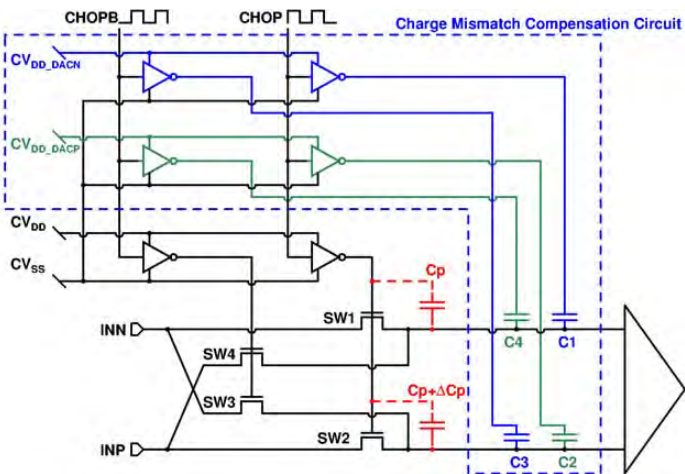 CHOPB
CHOP
Charge Mismatch Compensation Circuit
CVDD_DACN
CVDD_DACP
CVDD
CVSS
Cp
SW1
INN
SW4
C4
C1
SW3
Cp+ΔCp
SW2
INP
C3
C2